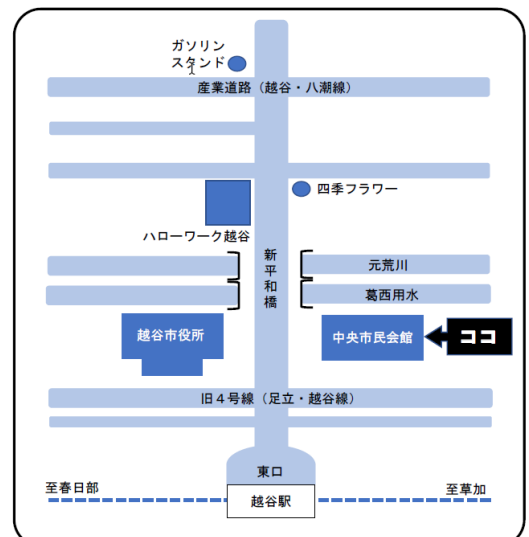 ガソリン
スタンド
産業道路（越谷・八潮線）
四季フラワー
ハローワーク越谷
新平和橋
元荒川
葛西用水
越谷市役所
中央市民会館
ココ
旧４号線（足立・越谷線）
東口
至春日部
越谷駅
至草加